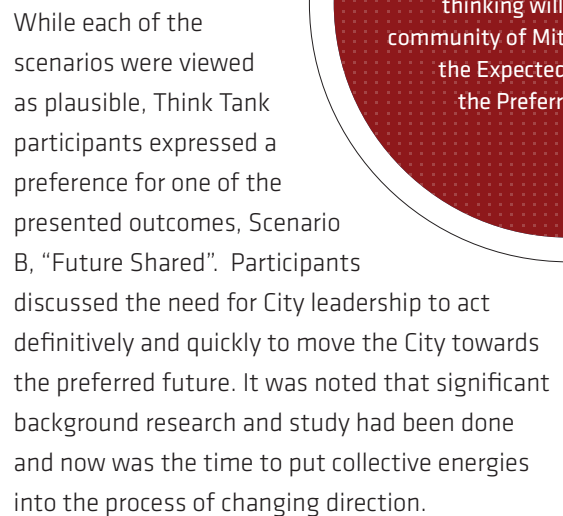 While each of the
scenarios were viewed
as plausible, Think Tank
participants expressed a
preference for one of the
presented outcomes, Scenario
B, “Future Shared”.  Participants
discussed the need for City leadership to act
definitively and quickly to move the City towards
the preferred future. It was noted that significant
background research and study had been done
and now was the time to put collective energies
into the process of changing direction.
thinking will
community of
the Expected
the